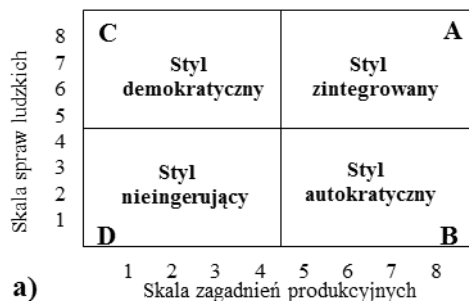 Skala spraw ludzkich
8
7
6
5
4
3
2
1
C
A
Styl
demokratyczny
Styl
zintegrowany
Styl
nieingerujący
Styl
autokratyczny
D
B
1 2 3 4 5 6 7 8
a)
Skala zagadnień produkcyjnych